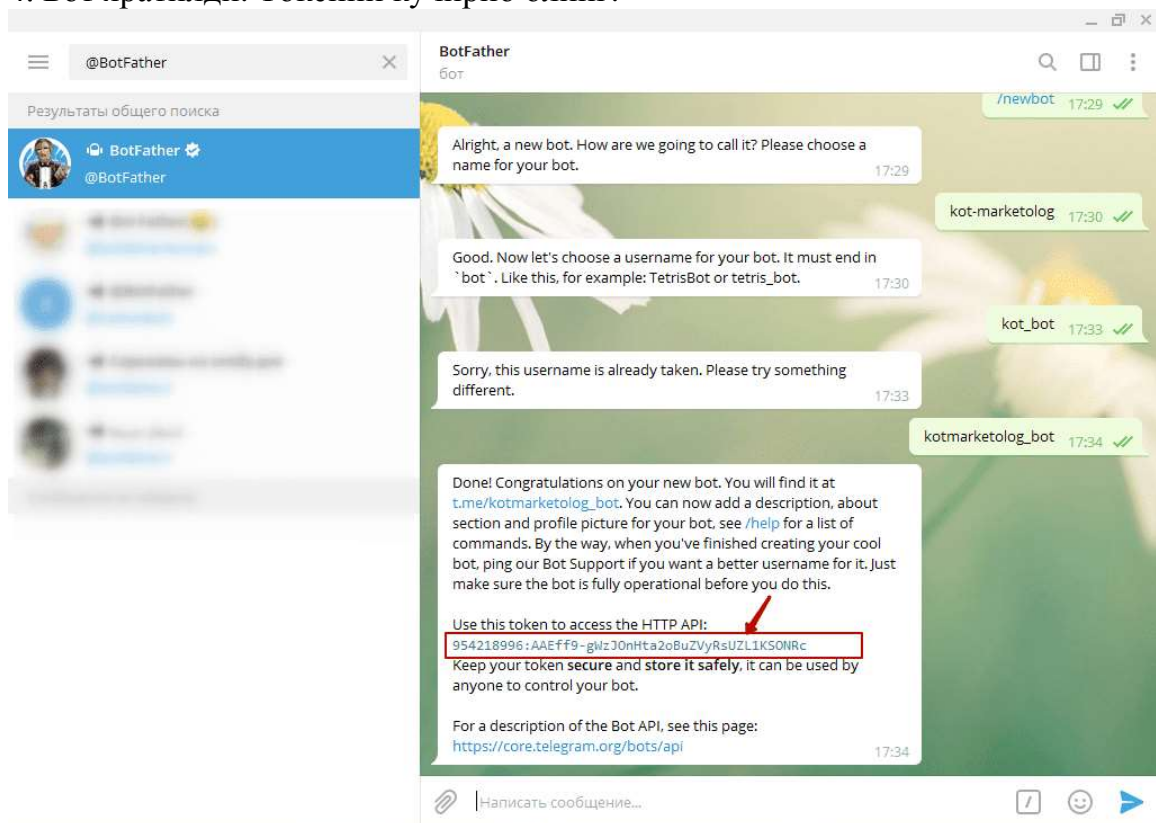 @BotFather
BotFather
бот
Результаты общего поиска
BotFather
@BotFather
/newbot 17:29
Alright, a new bot. How are we going to call it? Please choose a
name for your bot. 17:29
kot-marketolog 17:30
Good. Now let's choose a username for your bot. It must end in
`bot`. Like this, for example: TetrisBot or tetris_bot. 17:30
kot_bot 17:33
Sorry, this username is already taken. Please try something
different. 17:33
kotmarketolog_bot 17:34
Done! Congratulations on your new bot. You will find it at
t.me/kotmarketolog_bot. You can now add a description, about
section and profile picture for your bot, see /help for a list of
commands. By the way, when you've finished creating your cool
bot, ping our Bot Support if you want a better username for it. Just
make sure the bot is fully operational before you do this.
Use this token to access the HTTP API:
954218996:AAEff9-gWzJOnHta2oBuZVyRsUZL1KSONRc
Keep your token secure and store it safely, it can be used by
anyone to control your bot.
For a description of the Bot API, see this page:
https://core.telegram.org/bots/api 17:34
Написать сообщение...